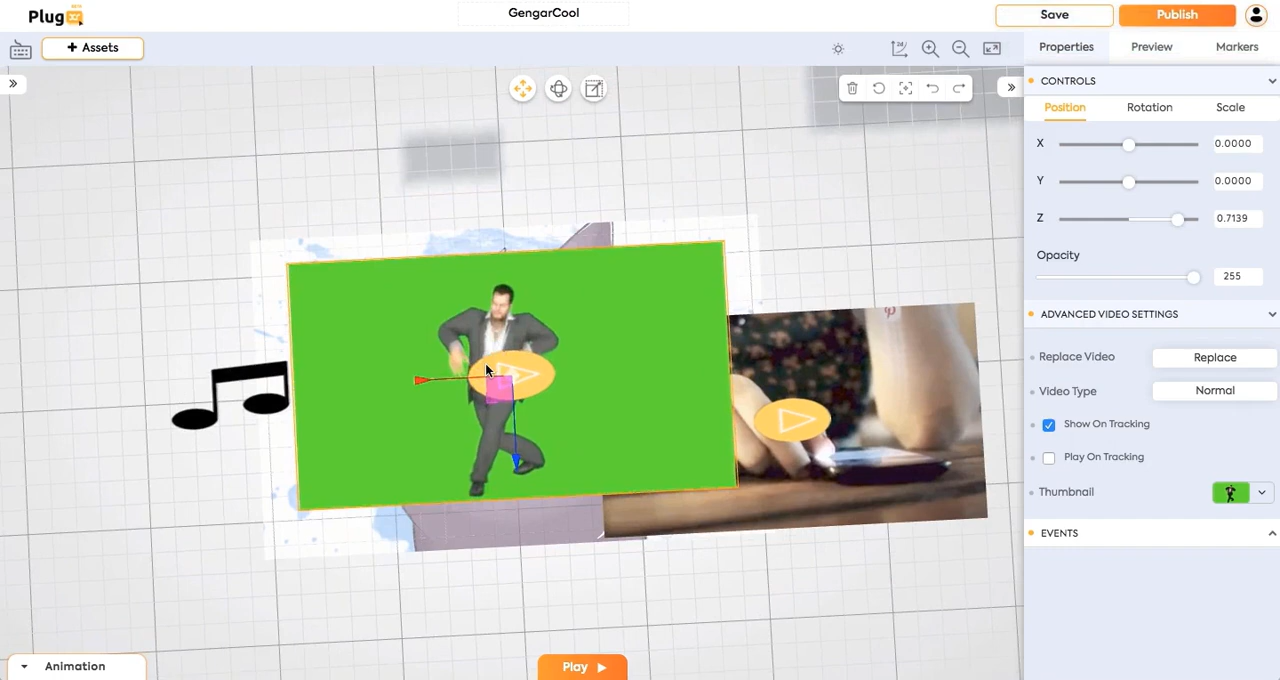 Plug XR BETA
GengarCool
Save
Publish
+ Assets
Properties
Preview
Markers
CONTROLS
Position
Rotation
Scale
X
0.0000
Y
0.0000
Z
0.7139
Opacity
255
ADVANCED VIDEO SETTINGS
Replace Video
Replace
Video Type
Normal
Show On Tracking
Play On Tracking
Thumbnail
EVENTS
Animation
Play